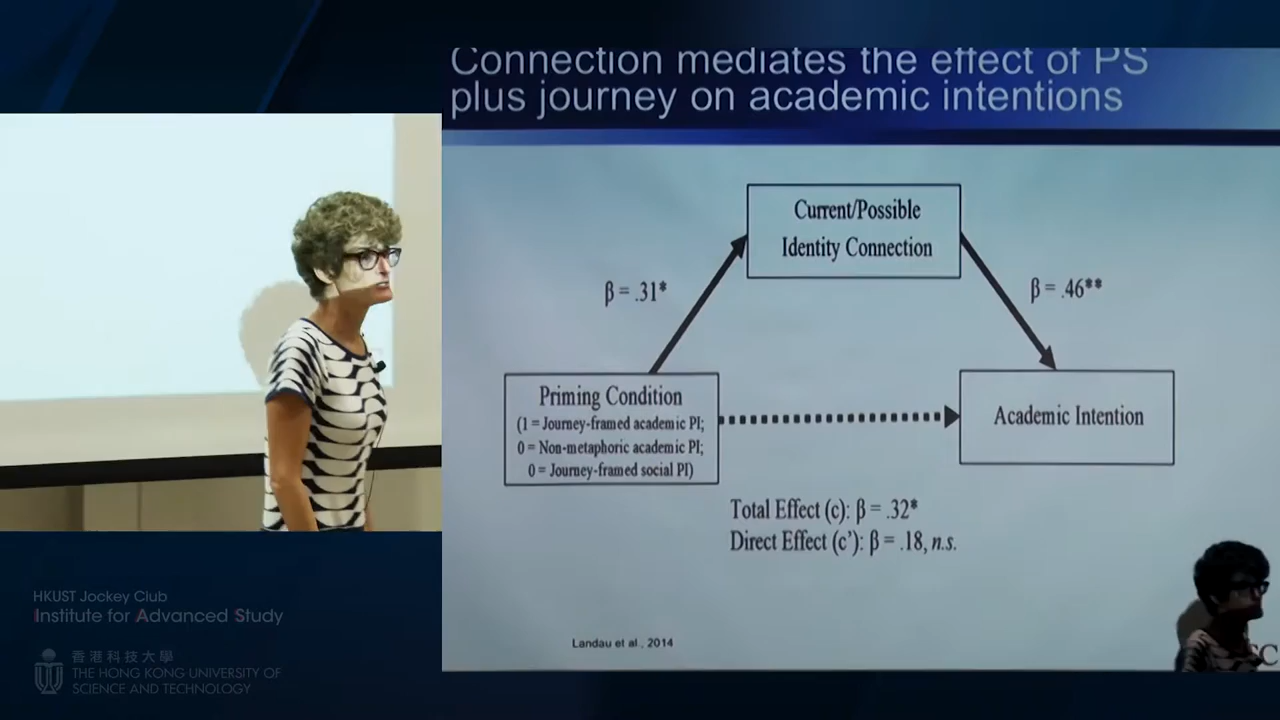 Connection mediates the effect of PS
plus journey on academic intentions
Current/Possible
Identity Connection
β = .31*
β = .46**
Priming Condition
(1 = Journey-framed academic PI;
0 = Non-metaphoric academic PI;
0 = Journey-framed social PI)
Academic Intention
Total Effect (c): β = .32*
Direct Effect (c’): β = .18, n.s.
Landau et al., 2014
HKUST Jockey Club
Institute for Advanced Study
香港科技大學
THE HONG KONG UNIVERSITY OF
SCIENCE AND TECHNOLOGY